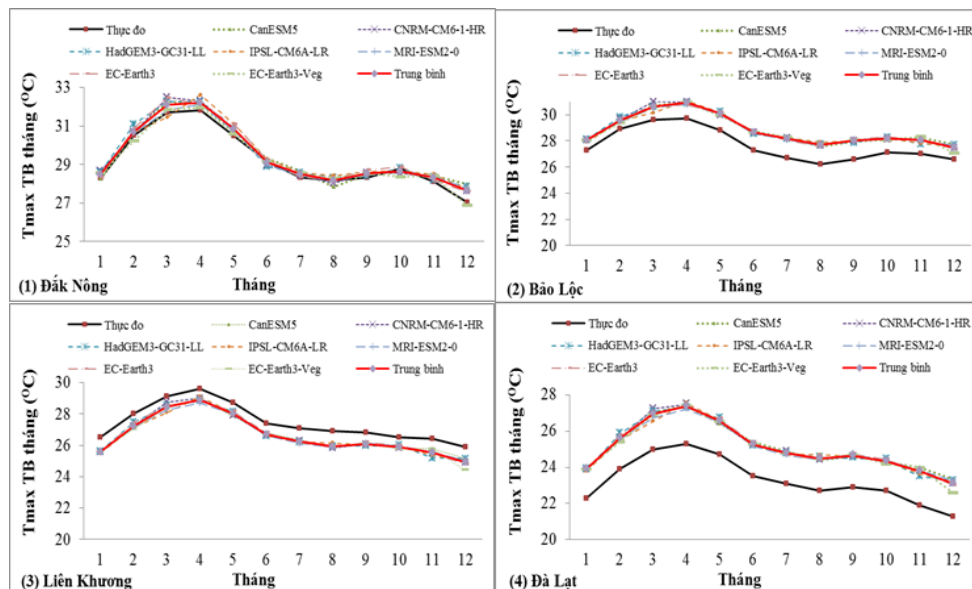 Thực đo CanESM5 CNRM-CM6-1-HR
HadGEM3-GC31-LL IPSL-CM6A-LR MRI-ESM2-0
EC-Earth3 EC-Earth3-Veg Trung bình
Tmax TB tháng (OC)
35
33
31
29
27
25
1 2 3 4 5 6 7 8 9 10 11 12
Tháng
(1) Đắk Nông
Thực đo CanESM5 CNRM-CM6-1-HR
HadGEM3-GC31-LL IPSL-CM6A-LR MRI-ESM2-0
EC-Earth3 EC-Earth3-Veg Trung bình
Tmax TB tháng (OC)
30
28
26
24
22
20
1 2 3 4 5 6 7 8 9 10 11 12
Tháng
(2) Bảo Lộc
Thực đo CanESM5 CNRM-CM6-1-HR
HadGEM3-GC31-LL IPSL-CM6A-LR MRI-ESM2-0
EC-Earth3 EC-Earth3-Veg Trung bình
Tmax TB tháng (OC)
30
28
26
24
22
20
1 2 3 4 5 6 7 8 9 10 11 12
Tháng
(3) Liên Khương
Thực đo CanESM5 CNRM-CM6-1-HR
HadGEM3-GC31-LL IPSL-CM6A-LR MRI-ESM2-0
EC-Earth3 EC-Earth3-Veg Trung bình
Tmax TB tháng (OC)
28
26
24
22
20
1 2 3 4 5 6 7 8 9 10 11 12
Tháng
(4) Đà Lạt